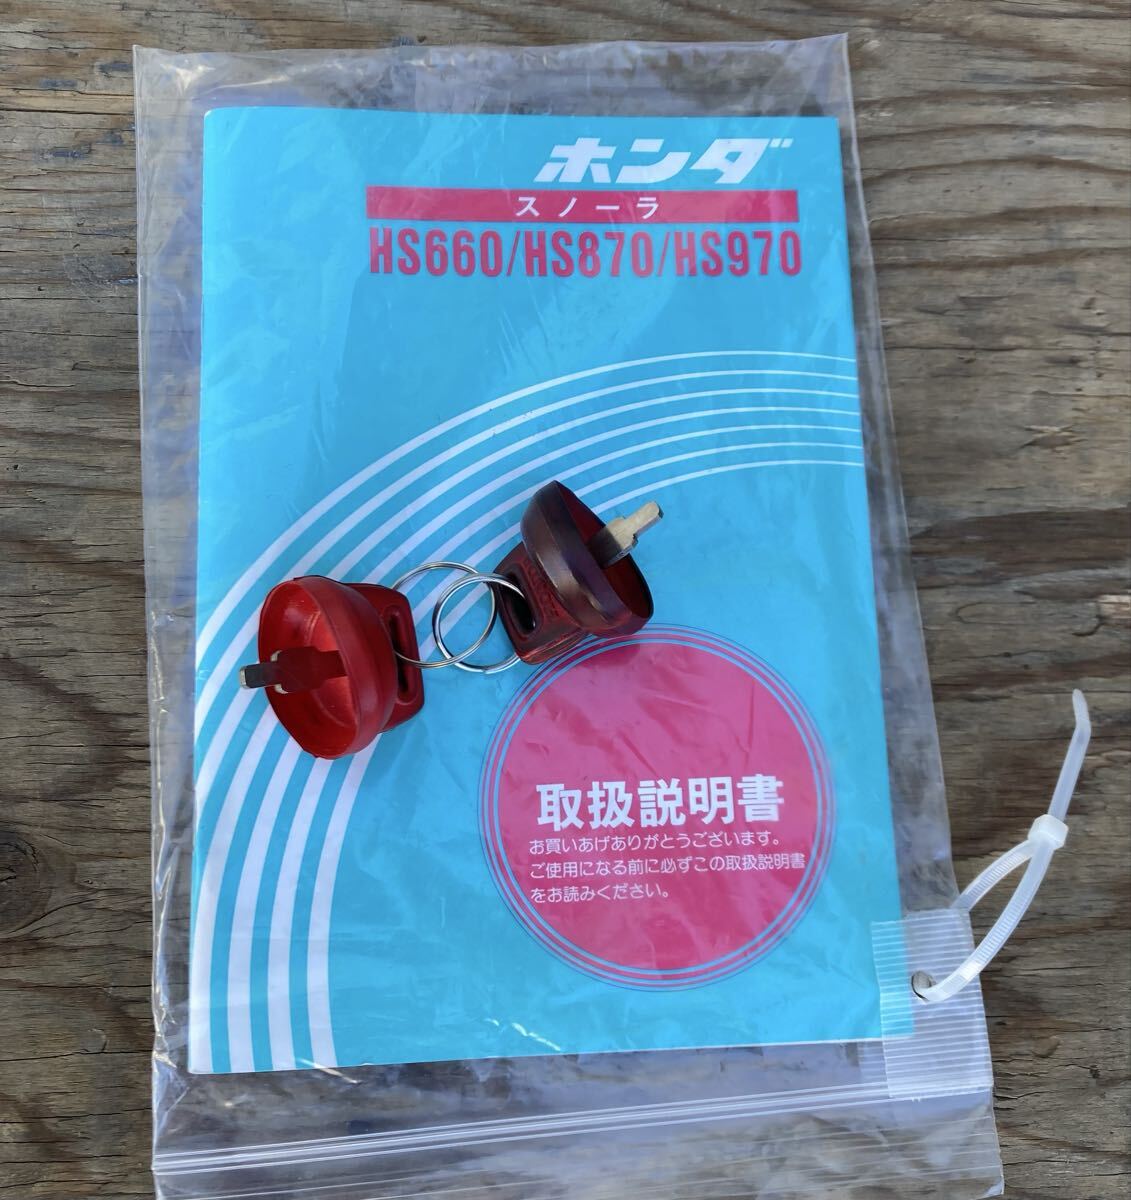 ホンダ
スノーラ
HS660/HS870/HS970
取扱説明書
お買いあげありがとうございます。
ご使用になる前に必ずこの取扱説明書
をお読みください。